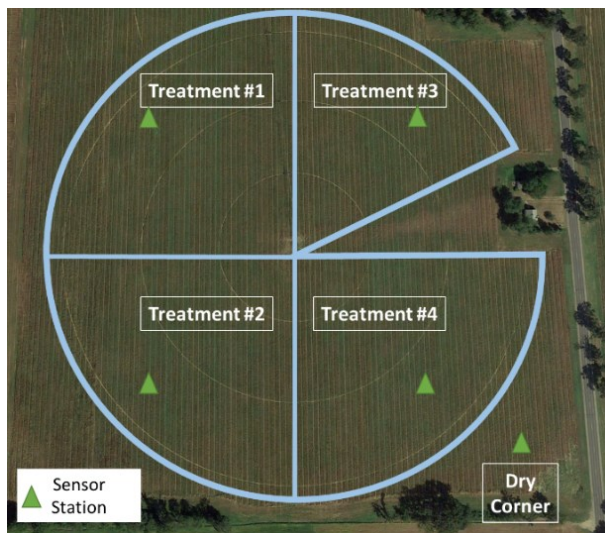 Treatment #1
Treatment #3
Treatment #2
Treatment #4
Sensor
Station
Dry
Corner